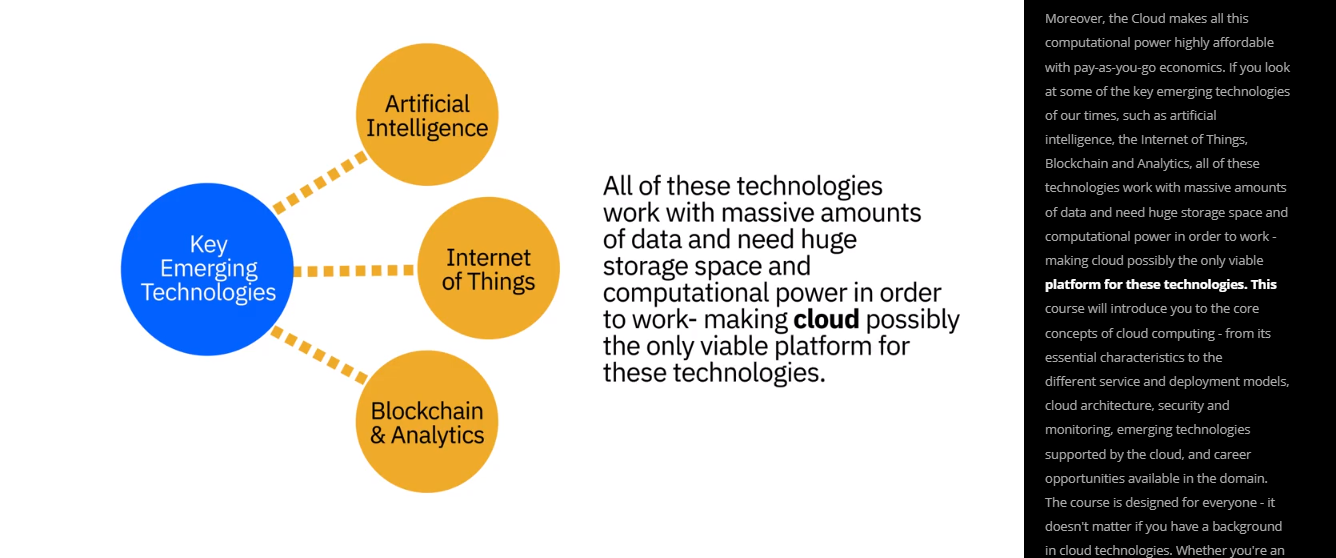 Artificial
Intelligence
Key
Emerging
Technologies
Internet
of Things
Blockchain
& Analytics
All of these technologies
work with massive amounts
of data and need huge
storage space and
computational power in order
to work- making cloud possibly
the only viable platform for
these technologies.
Moreover, the Cloud makes all this
computational power highly affordable
with pay-as-you-go economics. If you look
at some of the key emerging technologies
of our times, such as artificial
intelligence, the Internet of Things,
Blockchain and Analytics, all of these
technologies work with massive amounts
of data and need huge storage space and
computational power in order to work -
making cloud possibly the only viable
platform for these technologies. This
course will introduce you to the core
concepts of cloud computing - from its
essential characteristics to the
different service and deployment models,
cloud architecture, security and
monitoring, emerging technologies
supported by the cloud, and career
opportunities available in the domain.
The course is designed for everyone - it
doesn't matter if you have a background
in cloud technologies. Whether you're an